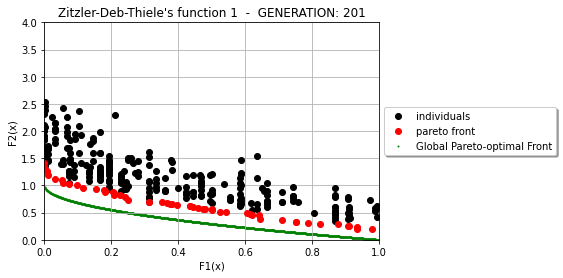 Zitzler-Deb-Thiele's function 1 - GENERATION: 201
4.0
3.5
3.0
2.5
2.0
1.5
1.0
0.5
0.0
F2(x)
0.0 0.2 0.4 0.6 0.8 1.0
F1(x)
individuals
pareto front
Global Pareto-optimal Front